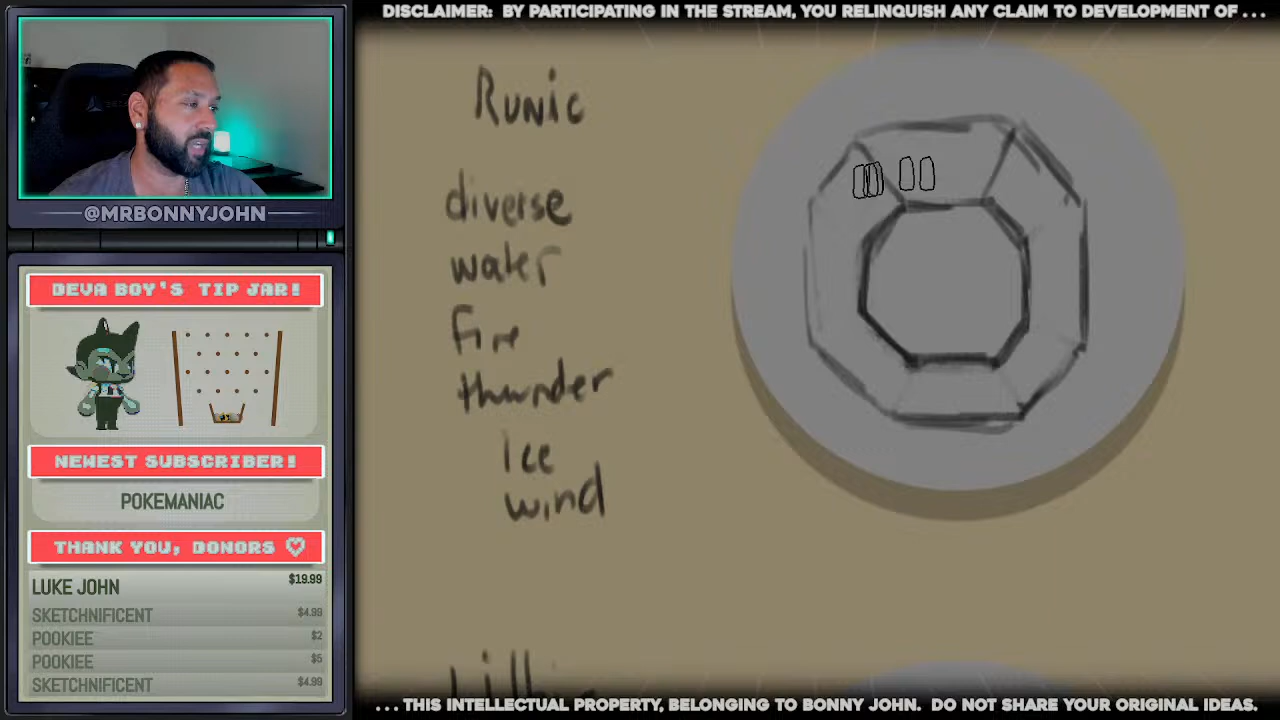 DISCLAIMER: BY PARTICIPATING IN THE STREAM, YOU RELINQUISH ANY CLAIM TO DEVELOPMENT OF . . .
Runic
diverse
water
fire
thunder
Ice
wind
@MRBONNYJOHN
DEVA BOY'S TIP JAR!
NEWEST SUBSCRIBER!
POKEMANIAC
THANK YOU, DONORS ♡
LUKE JOHN $19.99
SKETCHNIFICENT $4.99
POOKIEE $2
POOKIEE $5
SKETCHNIFICENT $4.99
. . . THIS INTELLECTUAL PROPERTY, BELONGING TO BONNY JOHN. DO NOT SHARE YOUR ORIGINAL IDEAS.